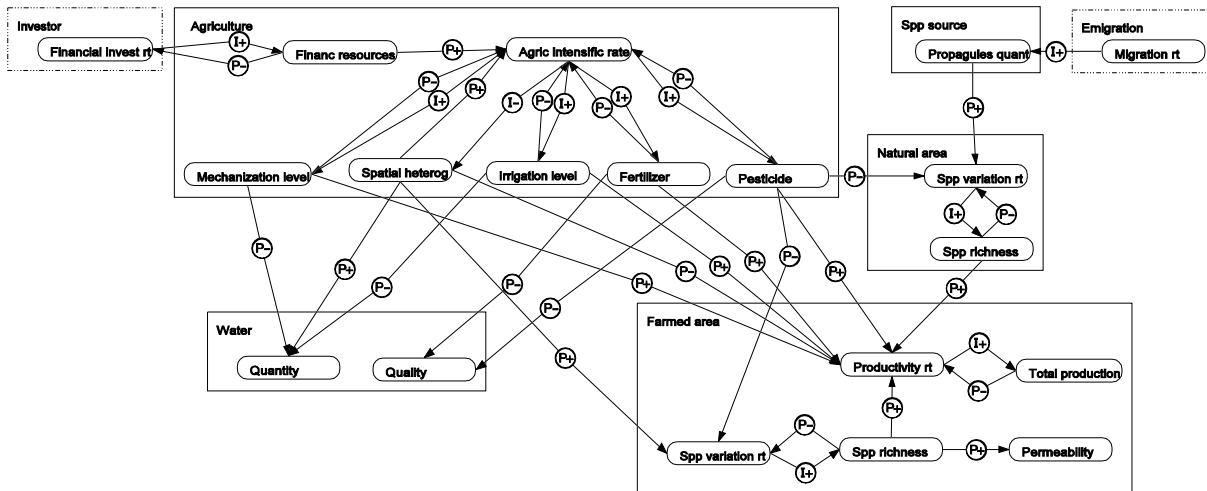 Investor
Agriculture
Spp source
Emigration
Financial invest rt
I+
P-
Financ resources
P+
Agric intensific rate
Propagules quant
I+
Migration rt
P-
I+
P+
I-
P-
I+
P-
I+
I+
P-
P+
Natural area
Mechanization level
Spatial heterog
Irrigation level
Fertilizer
Pesticide
P-
Spp variation rt
I+
P-
Spp richness
P-
P+
P-
P-
P-
P-
P+
P-
P+
P+
P-
P+
P+
Water
Farmed area
Quantity
Quality
P+
Productivity rt
I+
P-
Total production
P+
Spp variation rt
P-
I+
Spp richness
P+
Permeability